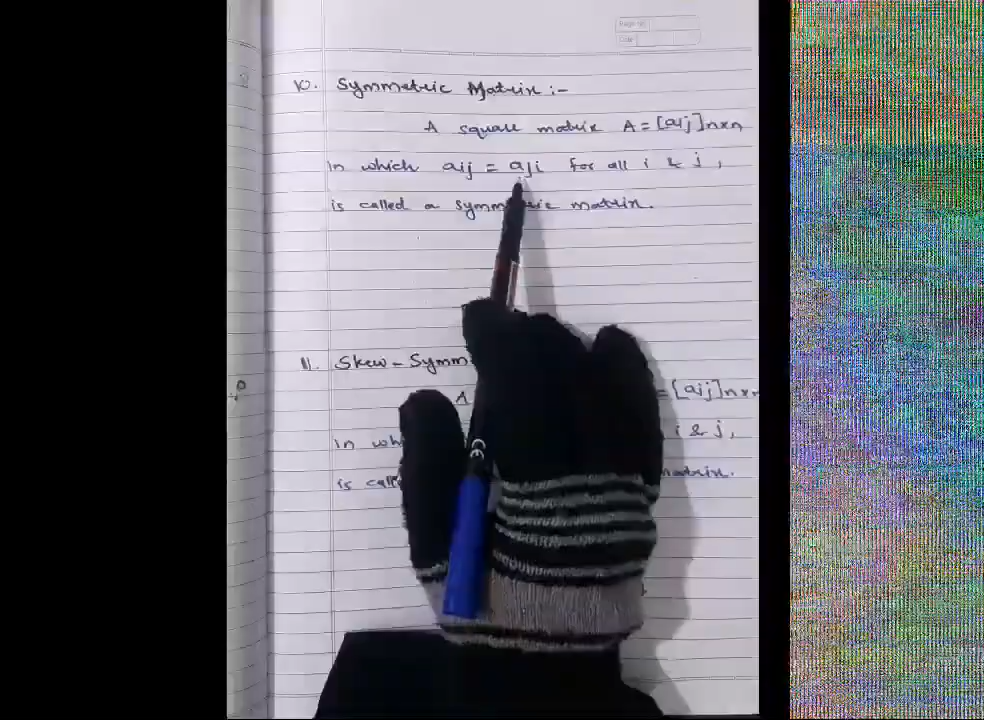 Page no:
Date:
10. Symmetric Matrix :-
A square matrix A = [aij]n×n
in which aij = aji for all i & j,
is called a symmetric matrix.
11. Skew - Symm
A = [aij]n×n
in wh i & j,
is call matrix.
CE